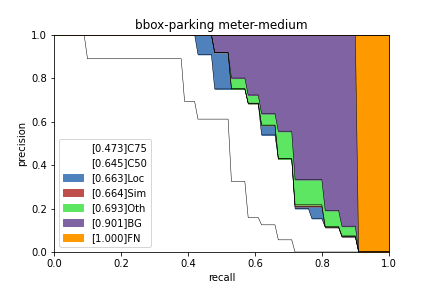 bbox-parking meter-medium
1.0
0.8
0.6
0.4
0.2
0.0
precision
[0.473]C75
[0.645]C50
[0.663]Loc
[0.664]Sim
[0.693]Oth
[0.901]BG
[1.000]FN
0.0 0.2 0.4 0.6 0.8 1.0
recall